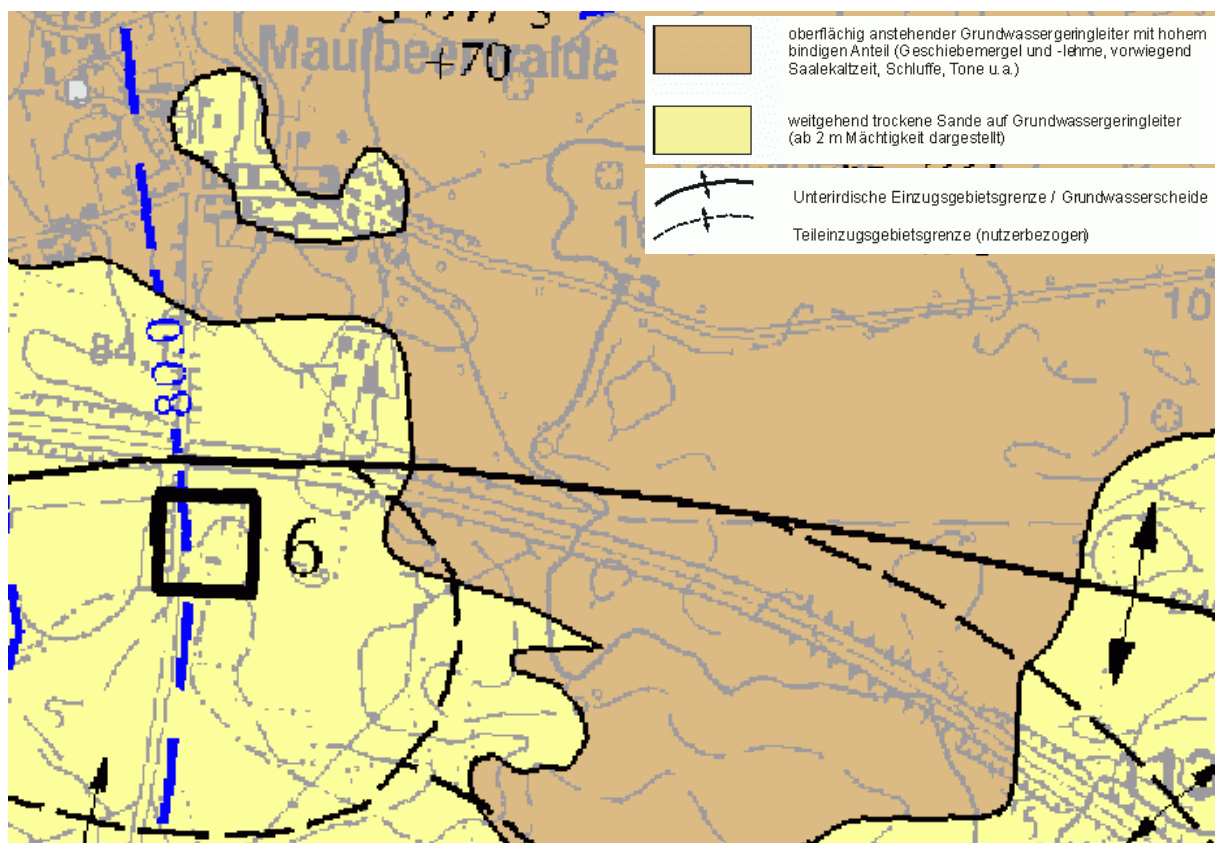 Maulbeerwalde
+70
oberflächig anstehender Grundwassergeringleiter mit hohem
bindigen Anteil (Geschiebemergel und -lehme, vorwiegend
Saalekaltzeit, Schluffe, Tone u.a.)
weitgehend trockene Sande auf Grundwassergeringleiter
(ab 2 m Mächtigkeit dargestellt)
Unterirdische Einzugsgebietsgrenze / Grundwasserscheide
Teileinzugsgebietsgrenze (nutzerbezogen)
10
84.
80.0
6